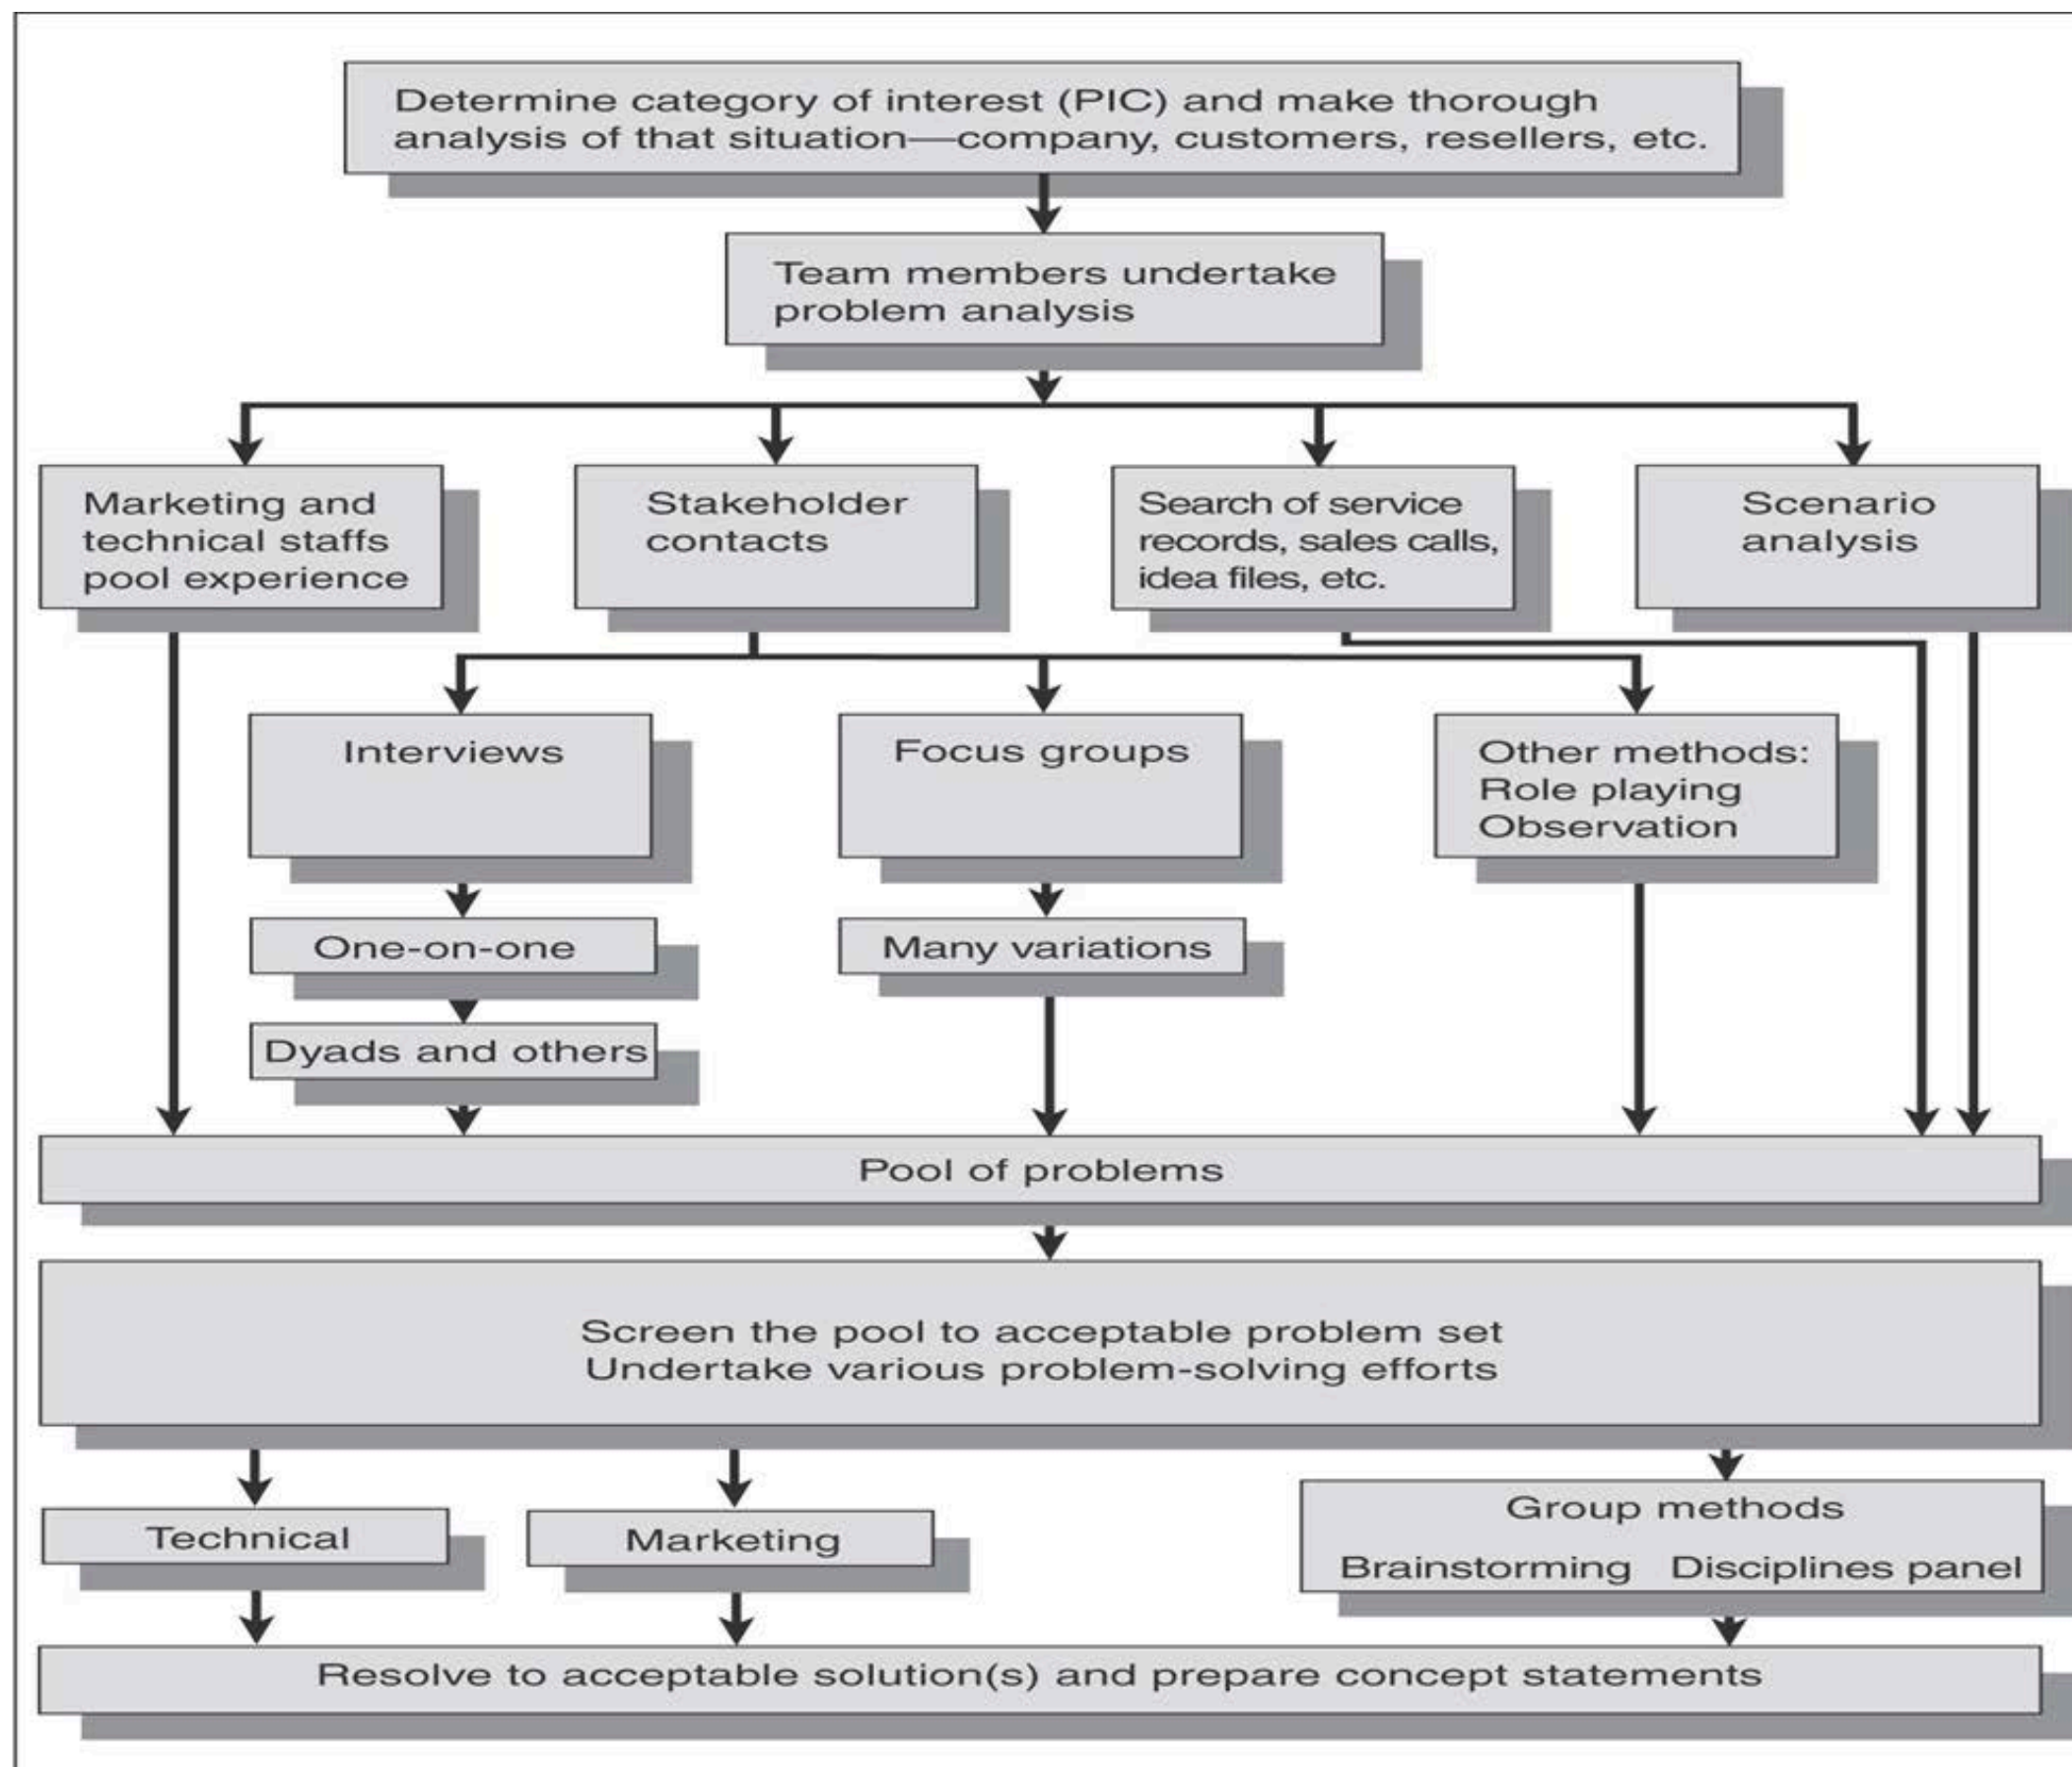 Determine category of interest (PIC) and make thorough
analysis of that situation—company, customers, resellers, etc.
Team members undertake
problem analysis
Marketing and
technical staffs
pool experience
Stakeholder
contacts
Search of service
records, sales calls,
idea files, etc.
Scenario
analysis
Interviews
Focus groups
Other methods:
Role playing
Observation
One-on-one
Many variations
Dyads and others
Pool of problems
Screen the pool to acceptable problem set
Undertake various problem-solving efforts
Technical
Marketing
Group methods
Brainstorming Disciplines panel
Resolve to acceptable solution(s) and prepare concept statements